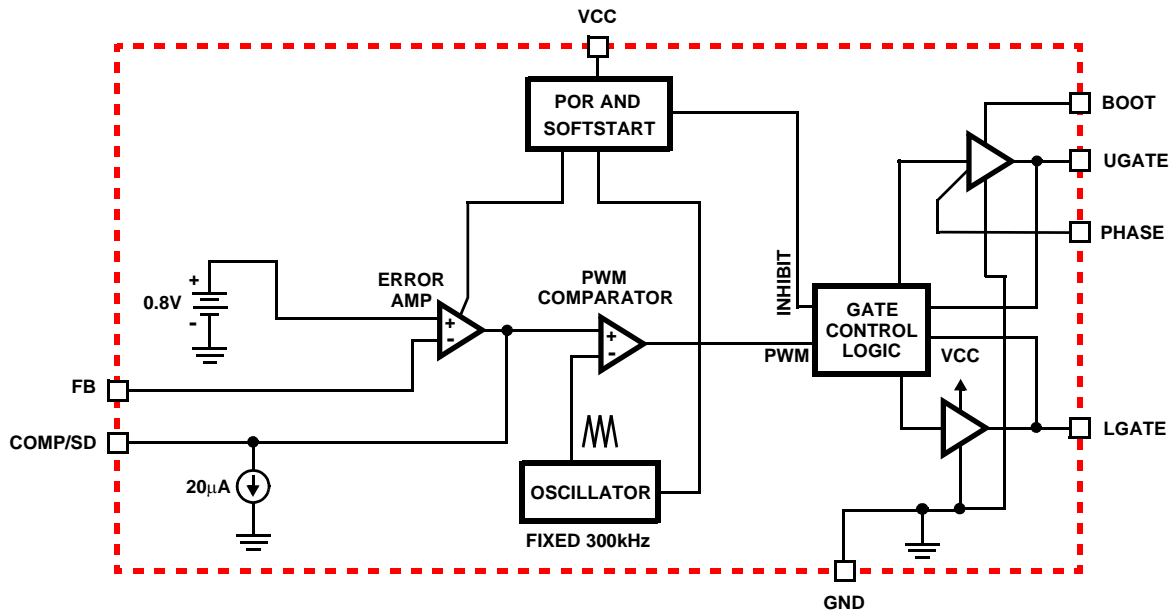 VCC
POR AND
SOFTSTART
BOOT
UGATE
PHASE
INHIBIT
ERROR
AMP
PWM
COMPARATOR
+
0.8V
-
+
-
+
-
GATE
CONTROL
LOGIC
PWM
VCC
FB
COMP/SD
LGATE
20µA
OSCILLATOR
FIXED 300kHz
GND